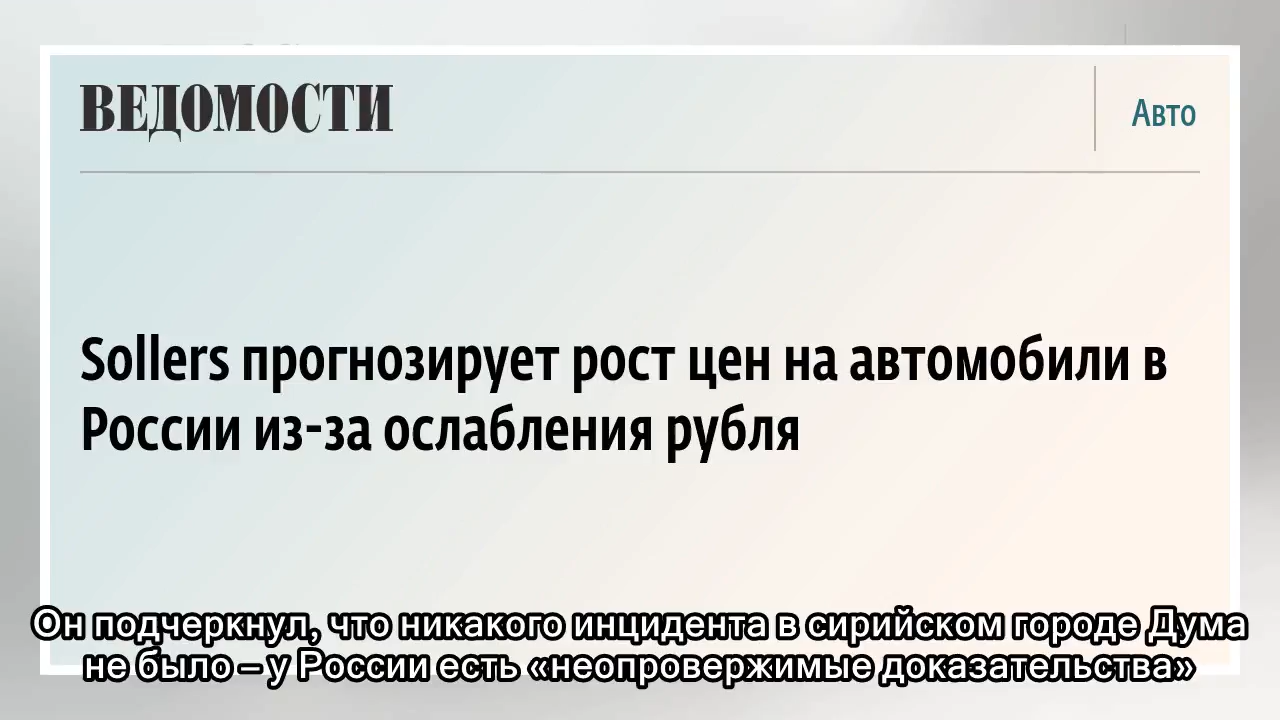 ВЕДОМОСТИ
Авто
Sollers прогнозирует рост цен на автомобили в
России из-за ослабления рубля
Он подчеркнул, что никакого инцидента в сирийском городе Дума
не было – у России есть «неопровержимые доказательства»